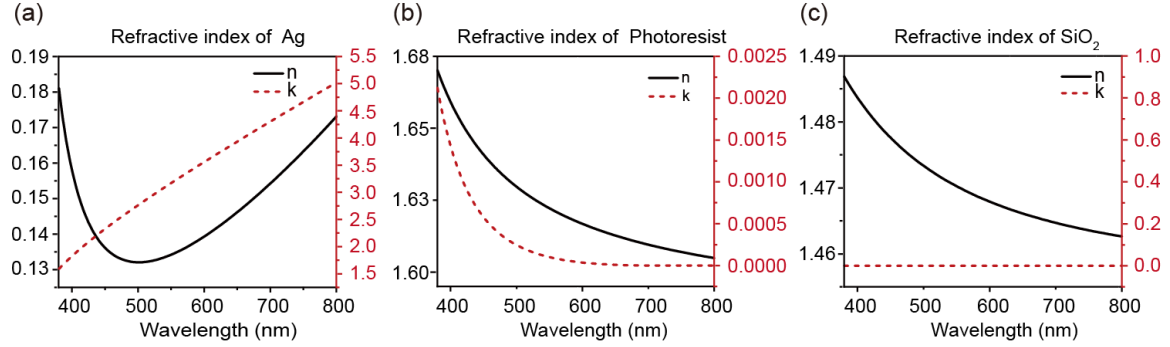 (a)
Refractive index of Ag
0.19
0.18
0.17
0.16
0.15
0.14
0.13
n
k
5.5
5.0
4.5
4.0
3.5
3.0
2.5
2.0
1.5
400 500 600 700 800
Wavelength (nm)
(b)
Refractive index of Photoresist
1.68
1.65
1.63
1.60
n
k
0.0025
0.0020
0.0015
0.0010
0.0005
0.0000
400 500 600 700 800
Wavelength (nm)
(c)
Refractive index of SiO₂
1.49
1.48
1.47
1.46
n
k
1.0
0.8
0.6
0.4
0.2
0.0
400 500 600 700 800
Wavelength (nm)